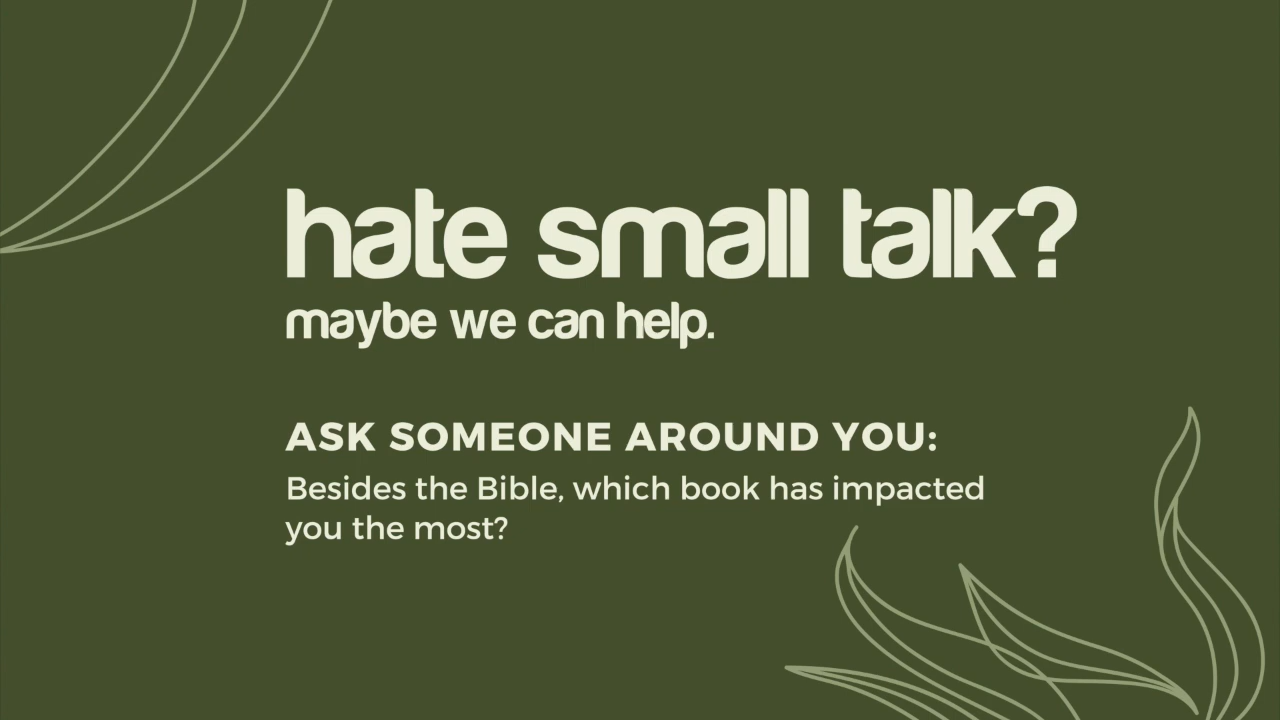 hate small talk?
maybe we can help.
ASK SOMEONE AROUND YOU:
Besides the Bible, which book has impacted
you the most?